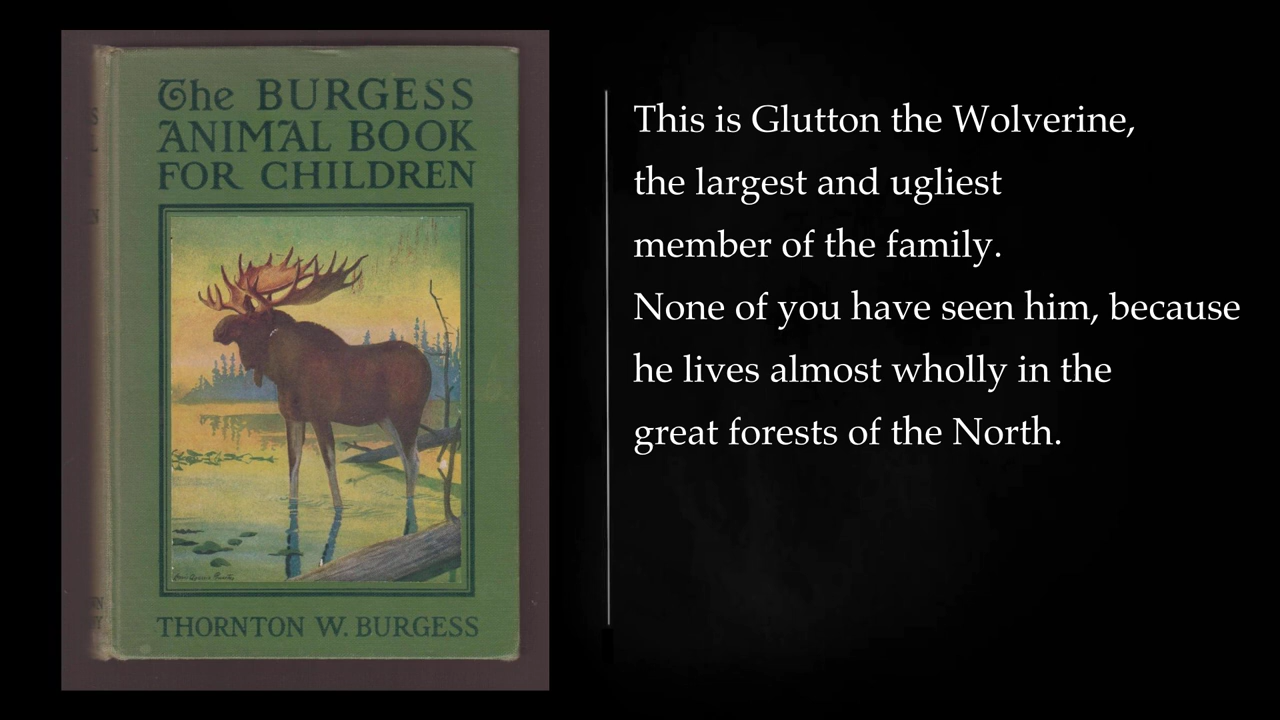 The BURGESS
ANIMAL BOOK
FOR CHILDREN
THORNTON W. BURGESS
This is Glutton the Wolverine,
the largest and ugliest
member of the family.
None of you have seen him, because
he lives almost wholly in the
great forests of the North.